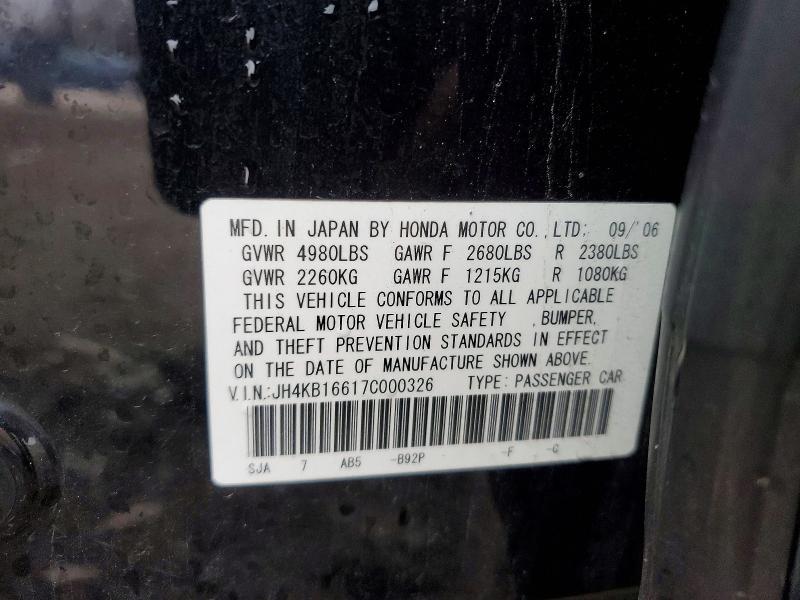 MFD. IN JAPAN BY HONDA MOTOR CO., LTD: 09/'06
GVWR 4980LBS GAWR F 2680LBS R 2380LBS
GVWR 2260KG GAWR F 1215KG R 1080KG
THIS VEHICLE CONFORMS TO ALL APPLICABLE
FEDERAL MOTOR VEHICLE SAFETY , BUMPER,
AND THEFT PREVENTION STANDARDS IN EFFECT
ON THE DATE OF MANUFACTURE SHOWN ABOVE.
V.I.N.:JH4KB16617C000326 TYPE: PASSENGER CAR
SJA 7 AB5 -B92P -F -C